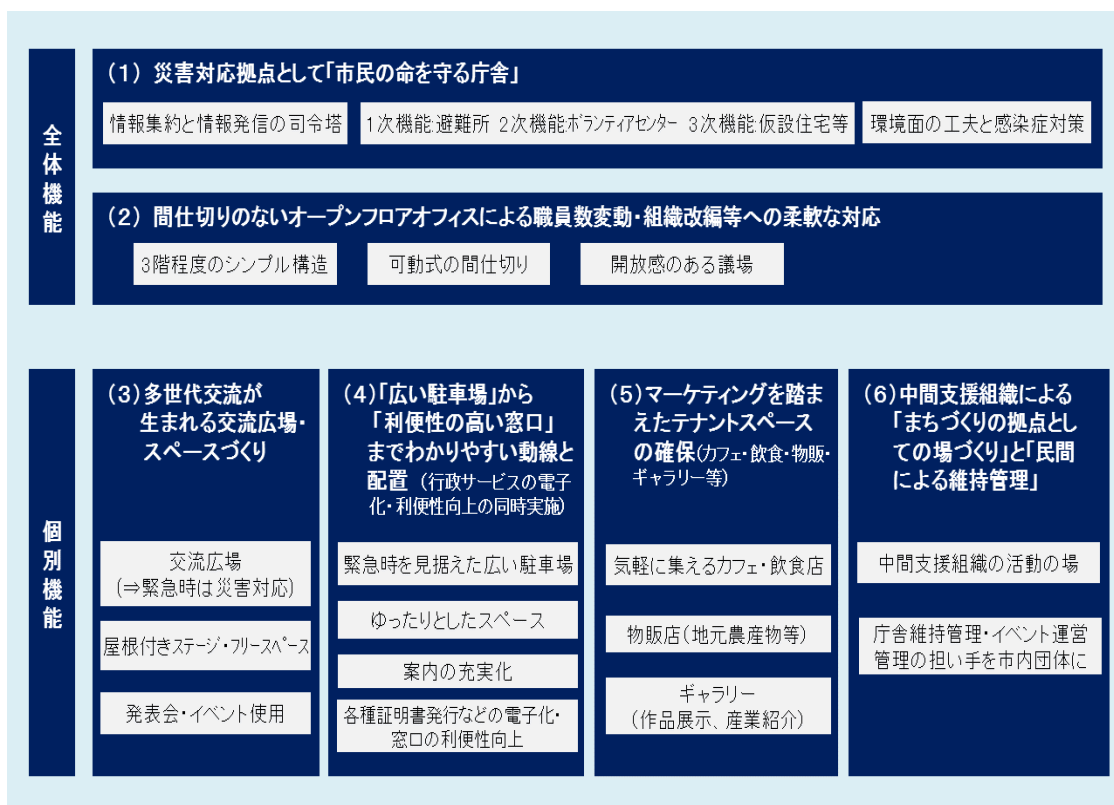 全体機能
(1) 災害対応拠点として「市民の命を守る庁舎」
情報集約と情報発信の司令塔
1次機能:避難所 2次機能:ボランティアセンター 3次機能:仮設住宅等
環境面の工夫と感染症対策
(2) 間仕切りのないオープンフロアオフィスによる職員数変動・組織改編等への柔軟な対応
3階程度のシンプル構造
可動式の間仕切り
開放感のある議場
個別機能
(3)多世代交流が
生まれる交流広場・
スペースづくり
交流広場
(⇒緊急時は災害対応)
屋根付きステージ・フリースペース
発表会・イベント使用
(4)「広い駐車場」から
「利便性の高い窓口」
までわかりやすい動線と
配置 (行政サービスの電子
化・利便性向上の同時実施)
緊急時を見据えた広い駐車場
ゆったりとしたスペース
案内の充実化
各種証明書発行などの電子化・
窓口の利便性向上
(5)マーケティングを踏ま
えたテナントスペース
の確保(カフェ・飲食・物販・
ギャラリー等)
気軽に集えるカフェ・飲食店
物販店(地元農産物等)
ギャラリー
(作品展示、産業紹介)
(6)中間支援組織による
「まちづくりの拠点とし
ての場づくり」と「民間
による維持管理」
中間支援組織の活動の場
庁舎維持管理・イベント運営
管理の担い手を市内団体に